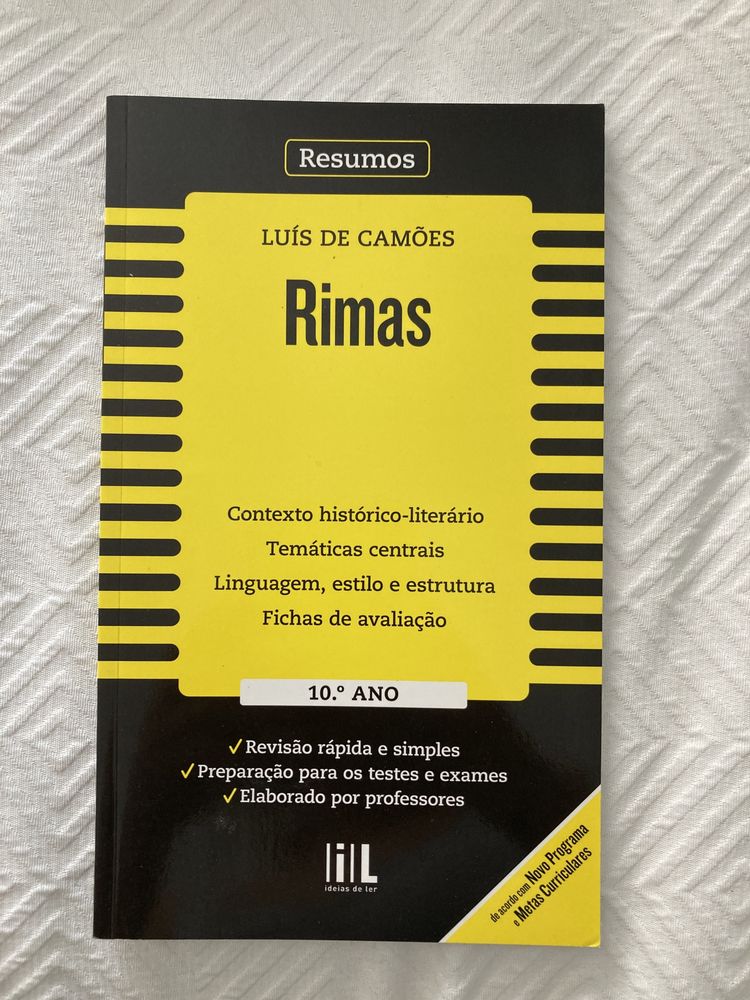 Resumos
LUÍS DE CAMÕES
Rimas
Contexto histórico-literário
Temáticas centrais
Linguagem, estilo e estrutura
Fichas de avaliação
10.º ANO
✓ Revisão rápida e simples
✓ Preparação para os testes e exames
✓ Elaborado por professores
|i|L
ideias de ler
de acordo com Novo Programa
e Metas Curriculares